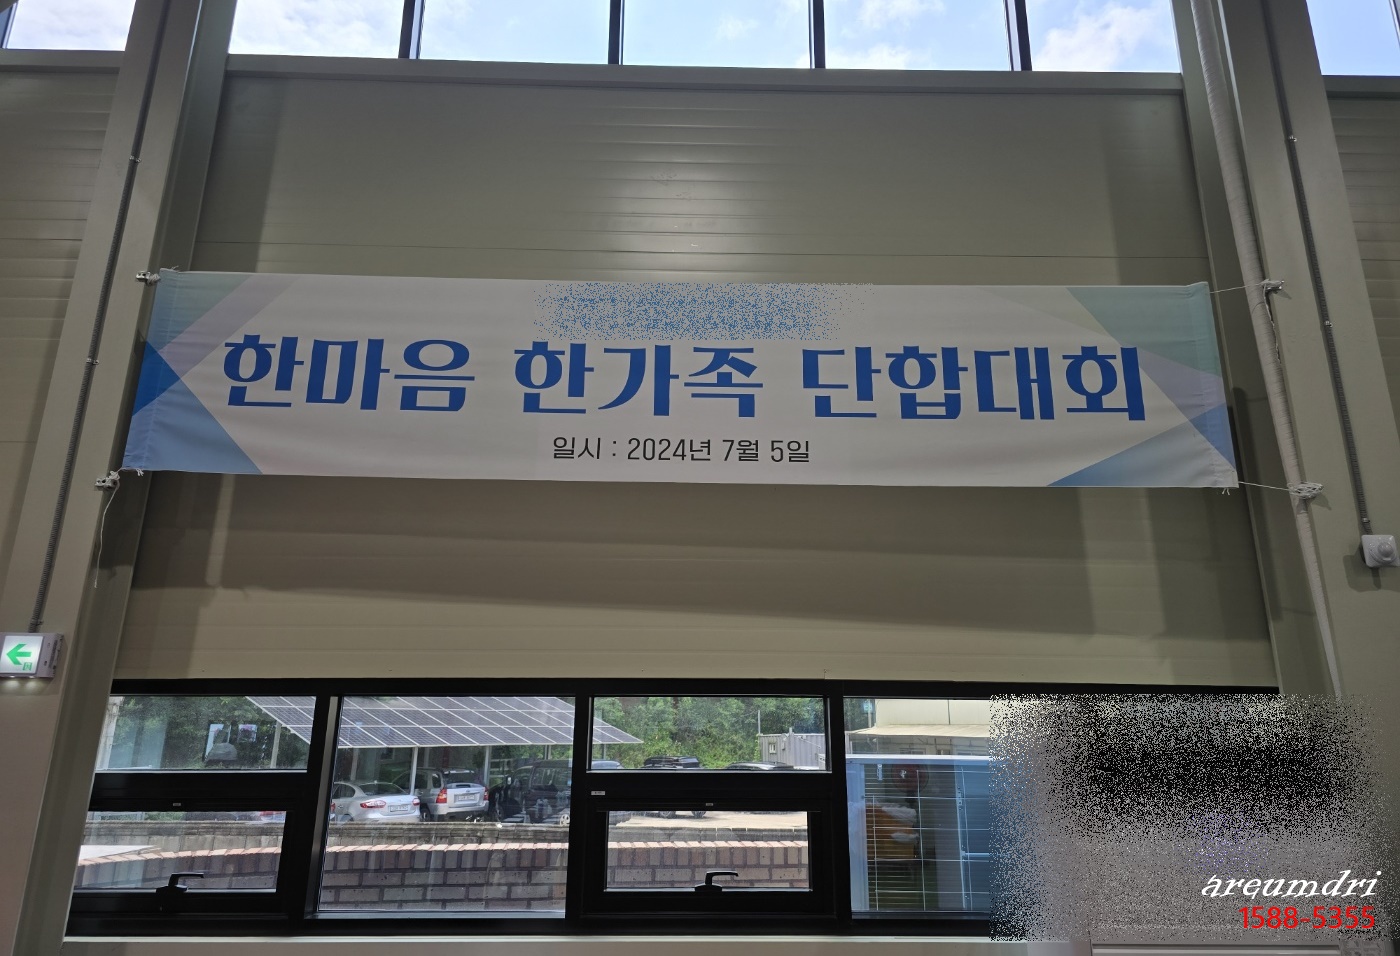 한마음 한가족 단합대회
일시 : 2024년 7월 5일
areumdri
1588-5355